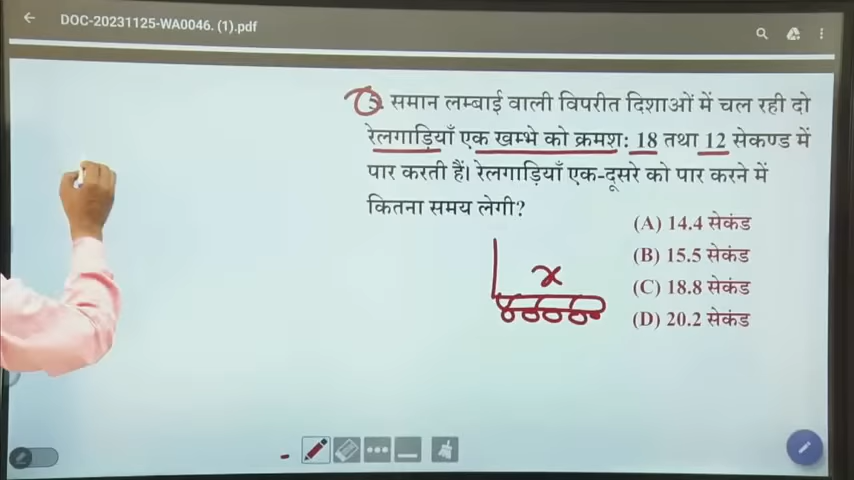 DOC-20231125-WA0046. (1).pdf
5. समान लम्बाई वाली विपरीत दिशाओं में चल रही दो
रेलगाड़ियाँ एक खम्भे को क्रमश: 18 तथा 12 सेकण्ड में
पार करती हैं। रेलगाड़ियाँ एक-दूसरे को पार करने में
कितना समय लेगी?
(A) 14.4 सेकंड
(B) 15.5 सेकंड
(C) 18.8 सेकंड
(D) 20.2 सेकंड
x